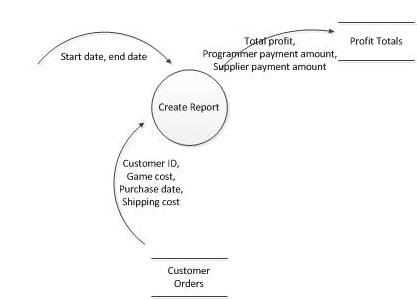 Start date, end date
Total profit,
Programmer payment amount,
Supplier payment amount
Profit Totals
Create Report
Customer ID,
Game cost,
Purchase date,
Shipping cost
Customer
Orders